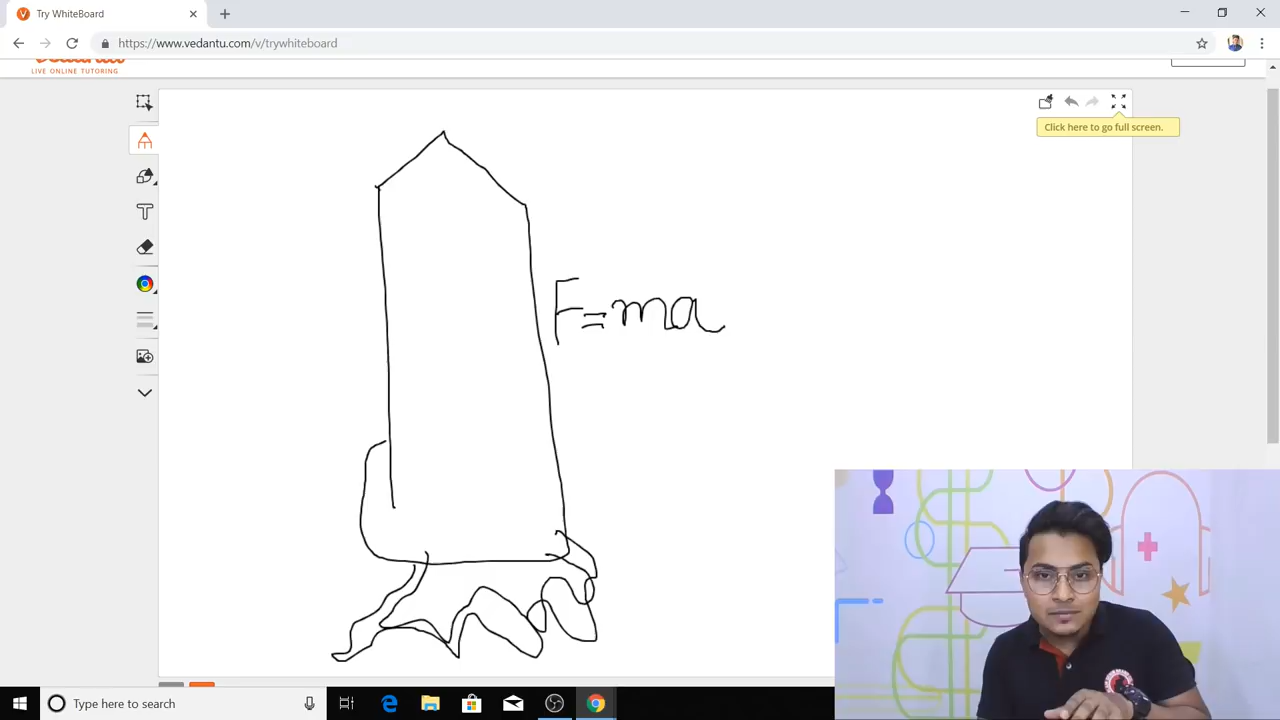 Try WhiteBoard
https://www.vedantu.com/v/trywhiteboard
LIVE ONLINE TUTORING
Click here to go full screen.
F=ma
Type here to search